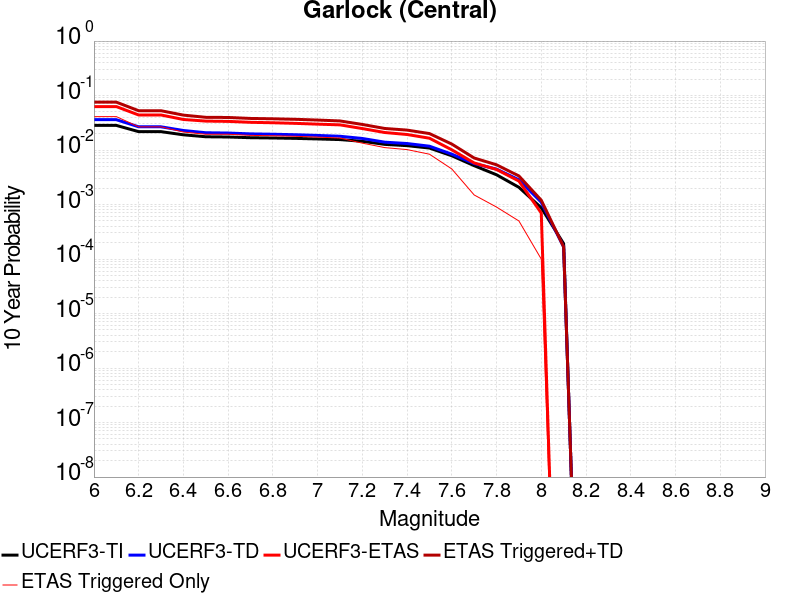 Garlock (Central)
10^0
10^-1
10^-2
10^-3
10^-4
10^-5
10^-6
10^-7
10^-8
10 Year Probability
6 6.2 6.4 6.6 6.8 7 7.2 7.4 7.6 7.8 8 8.2 8.4 8.6 8.8 9
Magnitude
UCERF3-TI UCERF3-TD UCERF3-ETAS ETAS Triggered+TD
ETAS Triggered Only